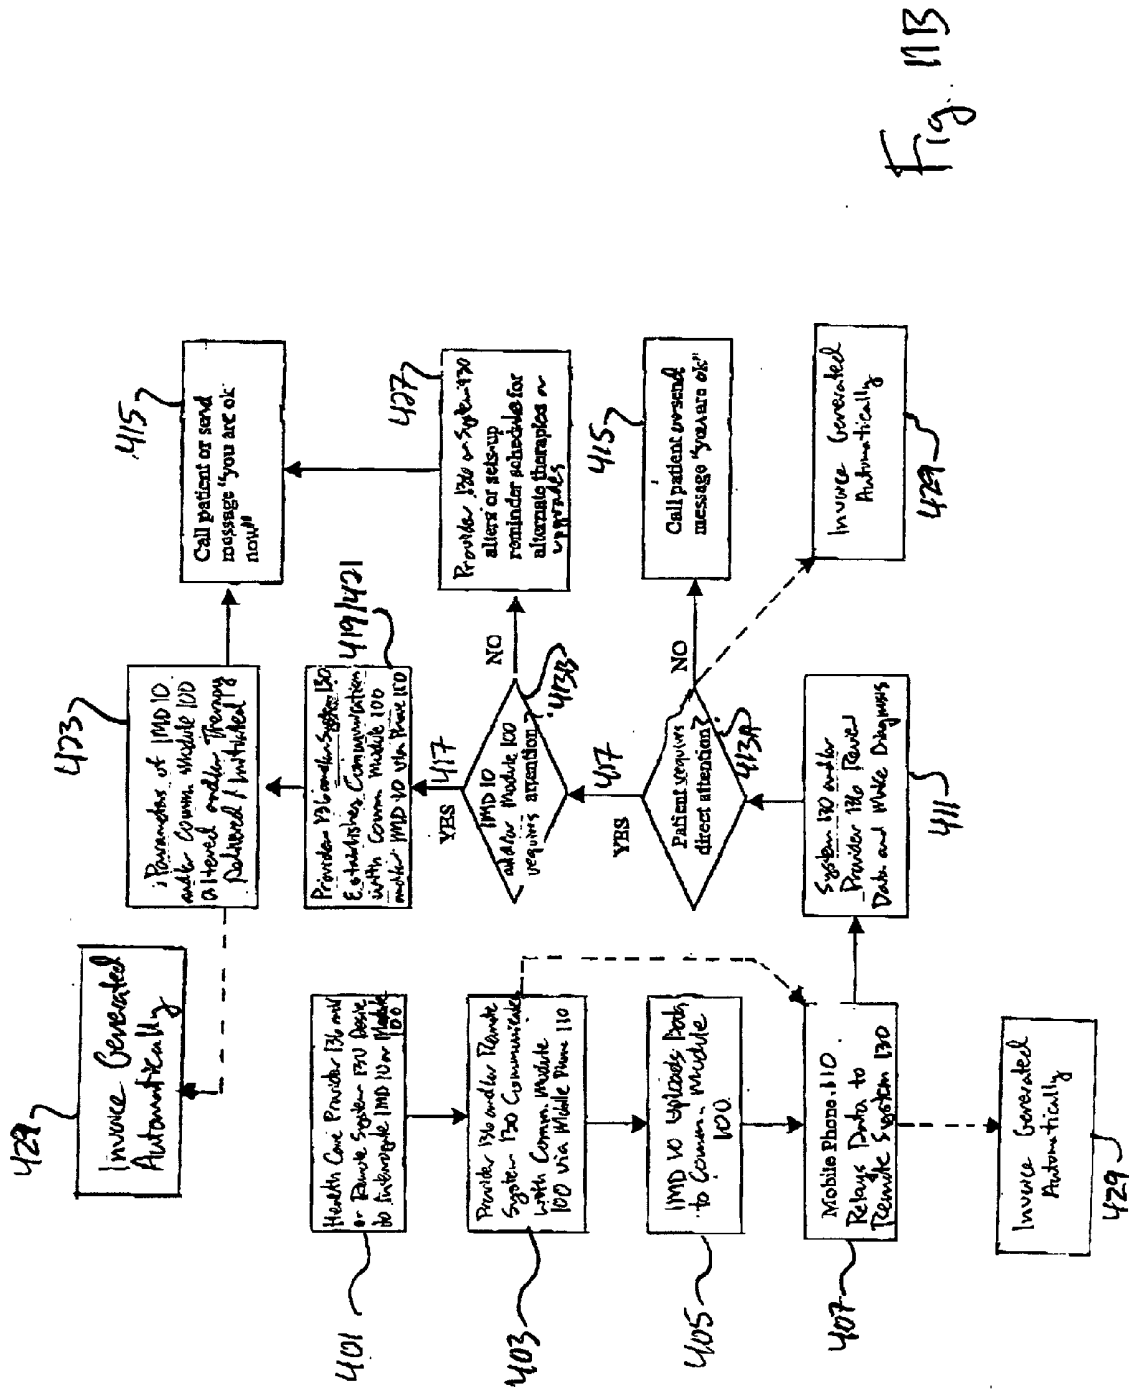 429
Invoice Generated
Automatically
423
Parameters of IMD 10
and/or Comm. Module 100
altered and/or Therapy
Delivered / Initiated
415
Call patient or send
message "you are ok
now"
401
Health Care Provider 136
or Remote System 130 Desire
to Interrogate IMD 10 or Module
100
Provider 136 and/or System 130
Establishes Communication
with Comm Module 100
and/or IMD 10 via Phone 110
419/421
417
YES
403
Provider 136 and/or Remote
System 130 Communicates
with Comm. Module
100 via Mobile Phone 110
IMD 10
and/or Module 100
requires attention?
413B
NO
Provider 136 or System 130
alters or sets-up
reminder schedule for
alternate therapies or
upgrades
427
417
YES
405
IMD 10 Uploads Data
to Comm. Module
100.
Patient requires
direct attention?
413A
NO
415
Call patient or send
message "you are ok"
407
Mobile Phone 110
Relays Data to
Remote System 130
System 130 and/or
Provider 136 Review
Data and Make Diagnosis
411
Invoice Generated
Automatically
429
Invoice Generated
Automatically
429
Fig. 11B